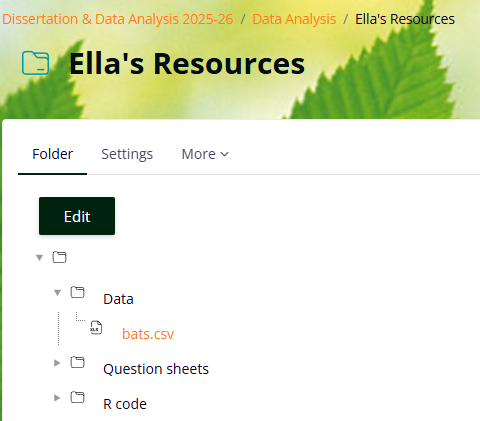 Dissertation & Data Analysis 2025-26 / Data Analysis / Ella's Resources
Ella's Resources
Folder Settings More
Edit
Data
XLS
bats.csv
Question sheets
R code